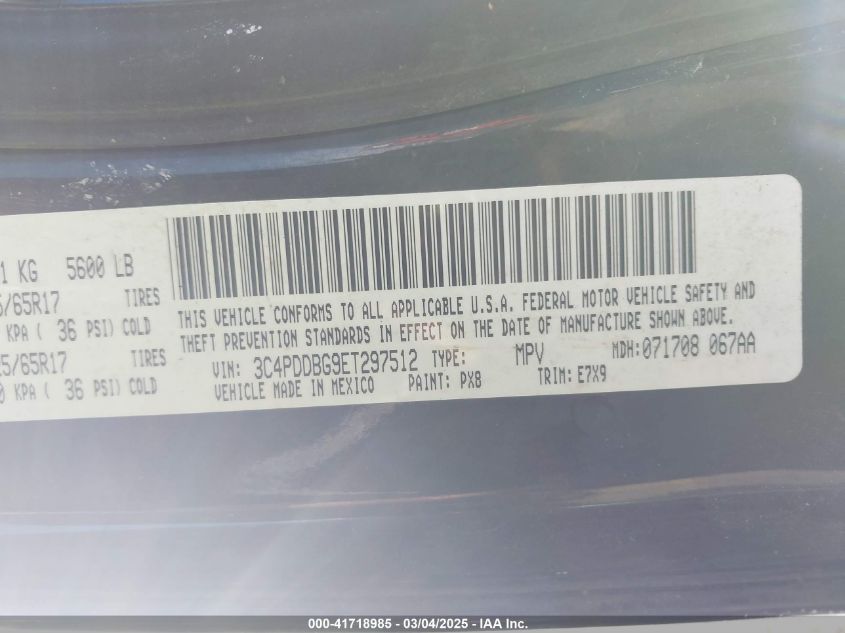 1 KG 5600 LB
5/65R17 TIRES
KPA ( 36 PSI) COLD
5/65R17 TIRES
0 KPA ( 36 PSI) COLD
THIS VEHICLE CONFORMS TO ALL APPLICABLE U.S.A. FEDERAL MOTOR VEHICLE SAFETY AND
THEFT PREVENTION STANDARDS IN EFFECT ON THE DATE OF MANUFACTURE SHOWN ABOVE.
VIN: 3C4PDDBG9ET297512 TYPE: MPV MDH:071708 067AA
VEHICLE MADE IN MEXICO PAINT: PX8 TRIM: E7X9
000-41718985 - 03/04/2025 - IAA Inc.